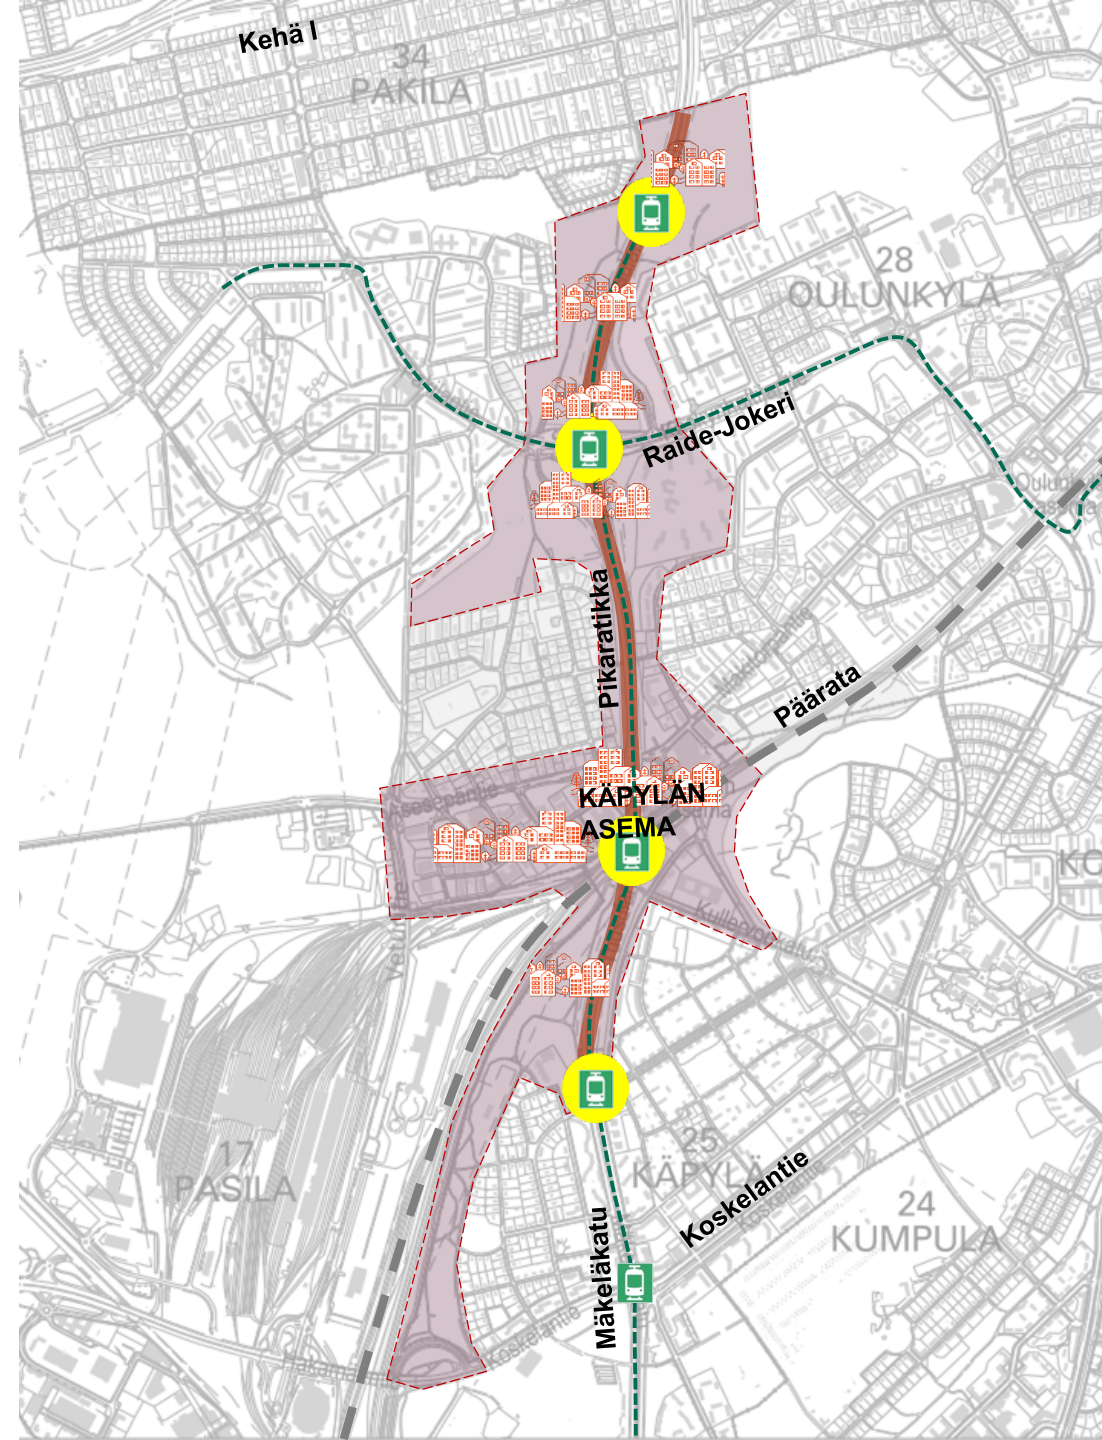 Kehä I
34
PAKILA
28
OULUNKYLÄ
Raide-Jokeri
Pikaratikka
Päärata
KÄPYLÄN
ASEMA
17
PASILA
25
KÄPYLÄ
Koskelantie
24
KUMPULA
Mäkeläkatu
Koskelantie